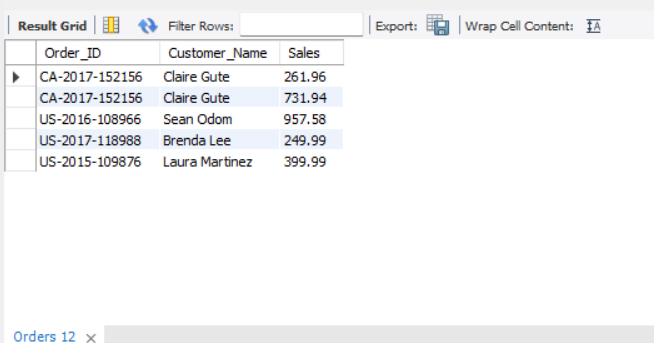 Result Grid Filter Rows: Export: Wrap Cell Content: IA
Order_ID Customer_Name Sales
CA-2017-152156 Claire Gute 261.96
CA-2017-152156 Claire Gute 731.94
US-2016-108966 Sean Odom 957.58
US-2017-118988 Brenda Lee 249.99
US-2015-109876 Laura Martinez 399.99
Orders 12 ×